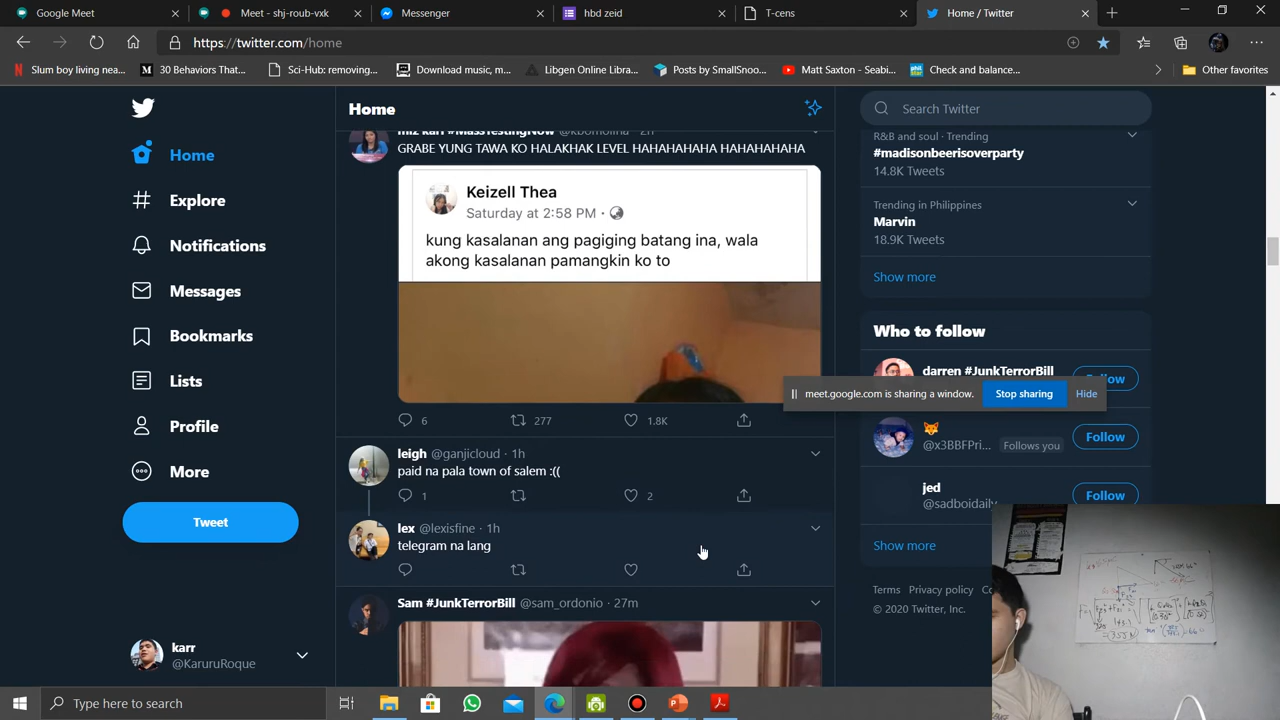 Google Meet
Meet - shj-roub-vxk
Messenger
hbd zeid
T-cens
Home / Twitter
https://twitter.com/home
Slum boy living nea...
30 Behaviors That...
Sci-Hub: removing...
Download music, m...
Libgen Online Libra...
Posts by SmallSnoo...
Matt Saxton - Seabi...
Check and balance...
Other favorites
Home
Explore
Notifications
Messages
Bookmarks
Lists
Profile
More
Tweet
karr
@KaruruRoque
Home
miz karr #MassTestingNow @kbomolina · 2h
GRABE YUNG TAWA KO HALAKHAK LEVEL HAHAHAHA HAHAHAHA
Keizell Thea
Saturday at 2:58 PM ·
kung kasalanan ang pagiging batang ina, wala
akong kasalanan pamangkin ko to
6 277 1.8K
leigh @ganjicloud · 1h
paid na pala town of salem :((
1 2
lex @lexisfine · 1h
telegram na lang
Sam #JunkTerrorBill @sam_ordonio · 27m
Search Twitter
R&B and soul · Trending
#madisonbeerisoverparty
14.8K Tweets
Trending in Philippines
Marvin
18.9K Tweets
Show more
Who to follow
darren #JunkTerrorBill
Follow
meet.google.com is sharing a window.
Stop sharing
Hide
@x3BBFPri... Follows you
Follow
jed
@sadboidaily
Follow
Show more
Terms Privacy policy
© 2020 Twitter, Inc.
Type here to search